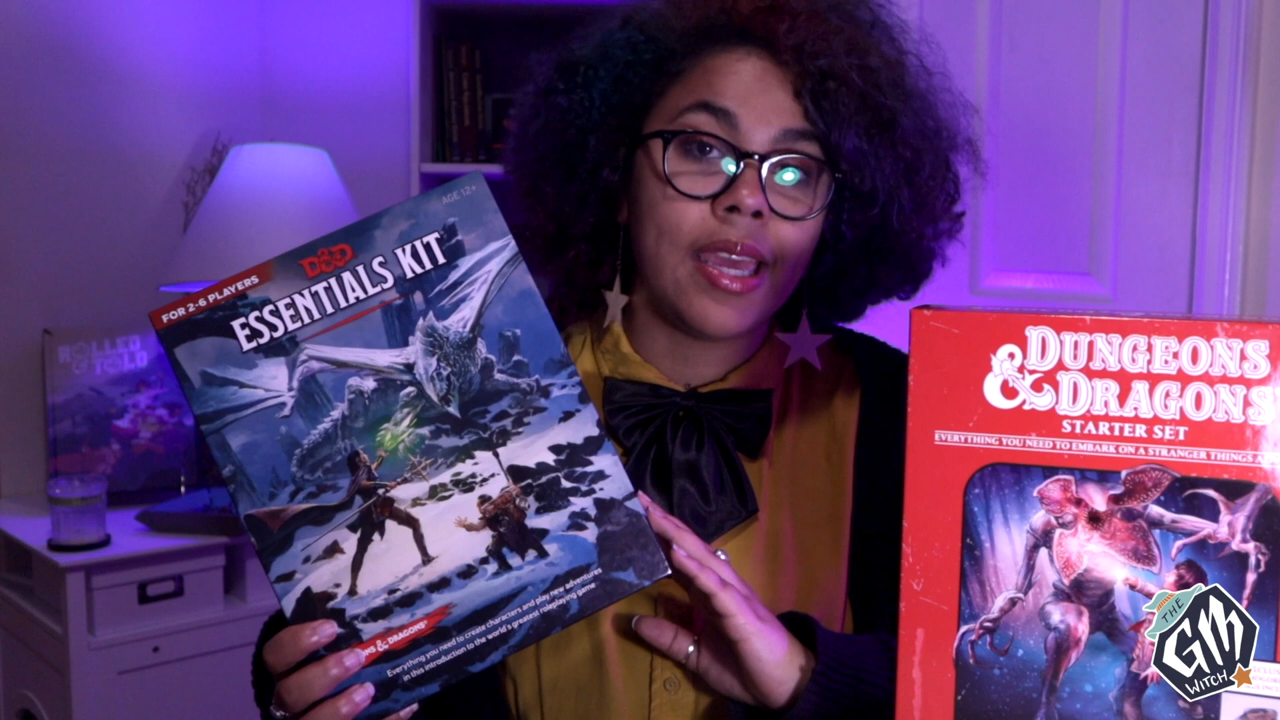 AGE 12+
FOR 2-6 PLAYERS
D&D
ESSENTIALS KIT
NS & DRAGONS
Everything you need to create characters and play new adventures
in this introduction to the world's greatest roleplaying game
ROLLED
& TOLD
DUNGEONS
& DRAGONS
STARTER SET
EVERYTHING YOU NEED TO EMBARK ON A STRANGER THINGS A
THE
GM
WITCH